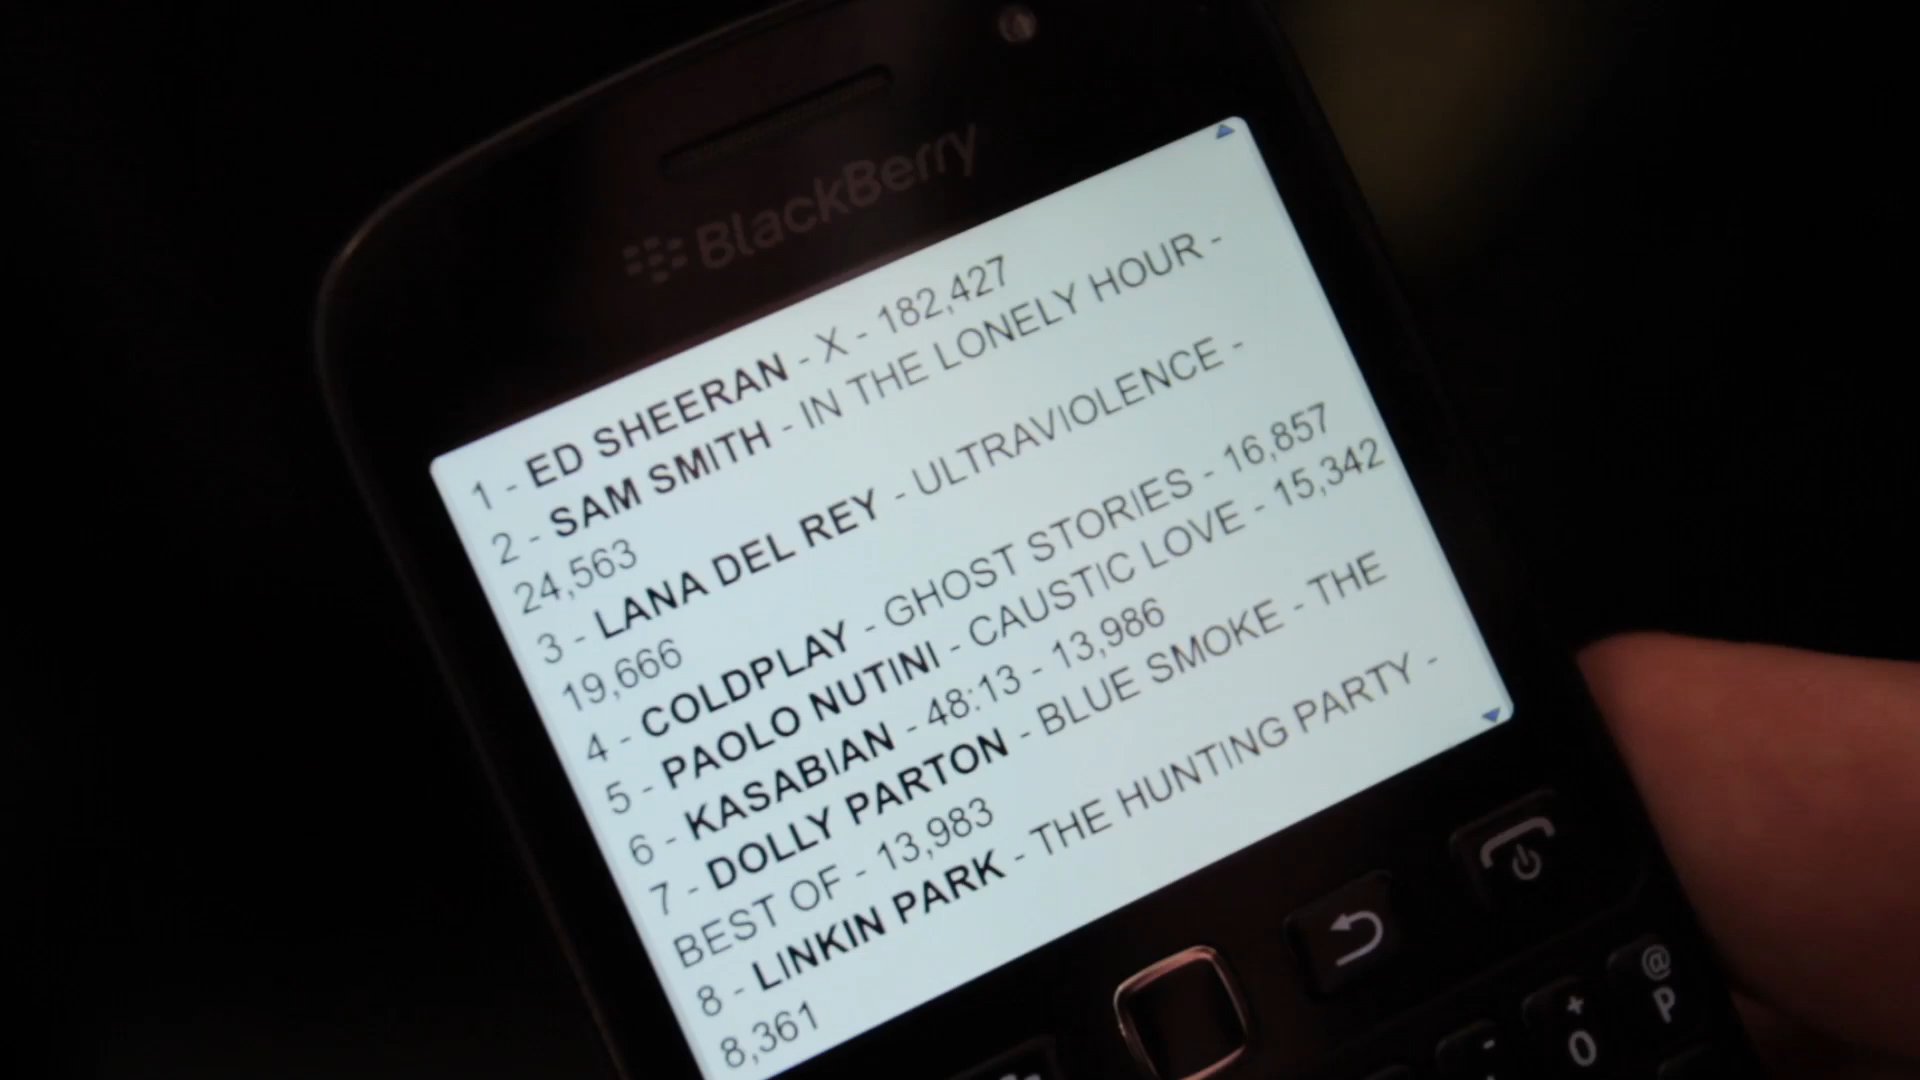 BlackBerry
1 - ED SHEERAN - X - 182,427
2 - SAM SMITH - IN THE LONELY HOUR -
24,563
3 - LANA DEL REY - ULTRAVIOLENCE -
19,666
4 - COLDPLAY - GHOST STORIES - 16,857
5 - PAOLO NUTINI - CAUSTIC LOVE - 15,342
6 - KASABIAN - 48:13 - 13,986
7 - DOLLY PARTON - BLUE SMOKE - THE
BEST OF - 13,983
8 - LINKIN PARK - THE HUNTING PARTY -
8,361
@
P
+
O
-